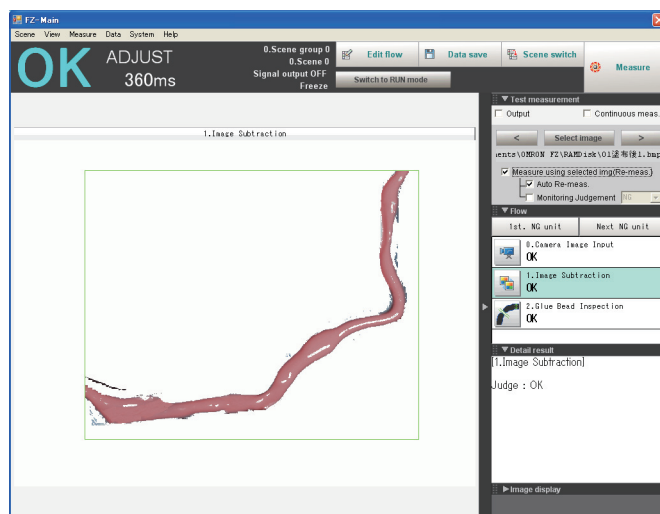 FZ-Main
Scene View Measure Data System Help
OK
ADJUST
360ms
0.Scene group 0
0.Scene 0
Signal output OFF
Freeze
Edit flow
Data save
Scene switch
Switch to RUN mode
Measure
Test measurement
Output
Continuous meas.
< Select image >
ents\OMRON FZ\RAMDisk\01塗布後1.bmp
Measure using selected img(Re-meas.)
Auto Re-meas.
Monitoring Judgement NG
Flow
1st. NG unit Next NG unit
0.Camera Image Input
OK
1.Image Subtraction
OK
2.Glue Bead Inspection
OK
Detail result
[1.Image Subtraction]
Judge : OK
Image display
1.Image Subtraction